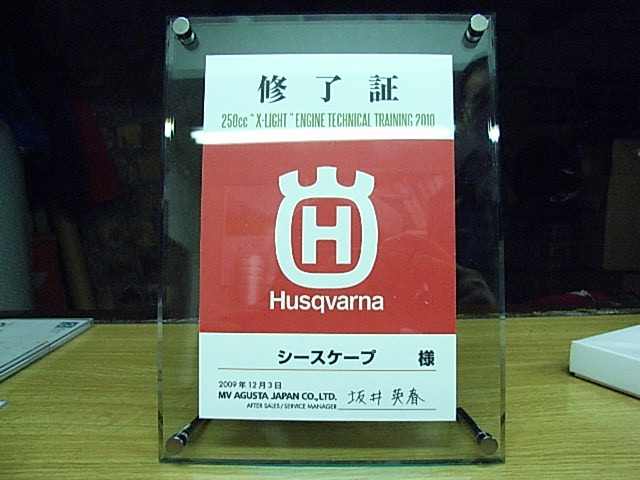 修了証
250cc "X-LIGHT" ENGINE TECHNICAL TRAINING 2010
H
Husqvarna
シースケープ 様
2009年12月3日
MV AGUSTA JAPAN CO.,LTD.
AFTER SALES/SERVICE MANAGER 坂井英春